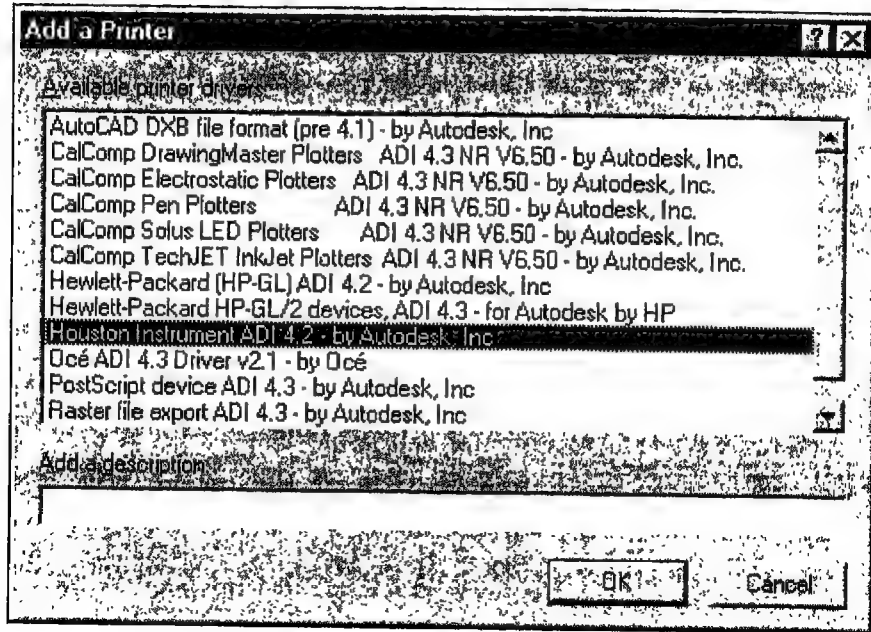 Add a Printer
Available printer drivers:
AutoCAD DXB file format (pre 4.1) - by Autodesk, Inc
CalComp DrawingMaster Plotters ADI 4.3 NR V6.50 - by Autodesk, Inc.
CalComp Electrostatic Plotters ADI 4.3 NR V6.50 - by Autodesk, Inc.
CalComp Pen Plotters ADI 4.3 NR V6.50 - by Autodesk, Inc.
CalComp Solus LED Plotters ADI 4.3 NR V6.50 - by Autodesk, Inc.
CalComp TechJET InkJet Plotters ADI 4.3 NR V6.50 - by Autodesk, Inc.
Hewlett-Packard (HP-GL) ADI 4.2 - by Autodesk, Inc
Hewlett-Packard HP-GL/2 devices, ADI 4.3 - for Autodesk by HP
Houston Instrument ADI 4.2 - by Autodesk, Inc
Océ ADI 4.3 Driver v2.1 - by Océ
PostScript device ADI 4.3 - by Autodesk, Inc
Raster file export ADI 4.3 - by Autodesk, Inc
Add a description:
OK Cancel